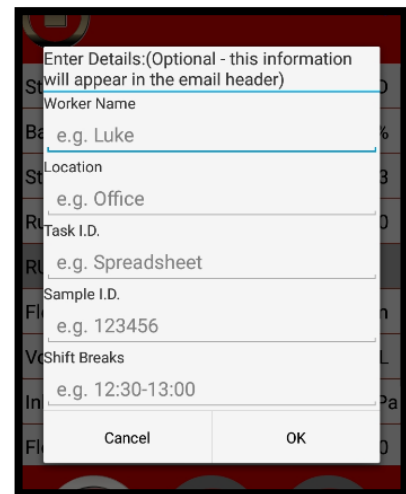 Enter Details:(Optional - this information
will appear in the email header)
Worker Name
e.g. Luke
Location
e.g. Office
Task I.D.
e.g. Spreadsheet
Sample I.D.
e.g. 123456
Shift Breaks
e.g. 12:30-13:00
Cancel OK